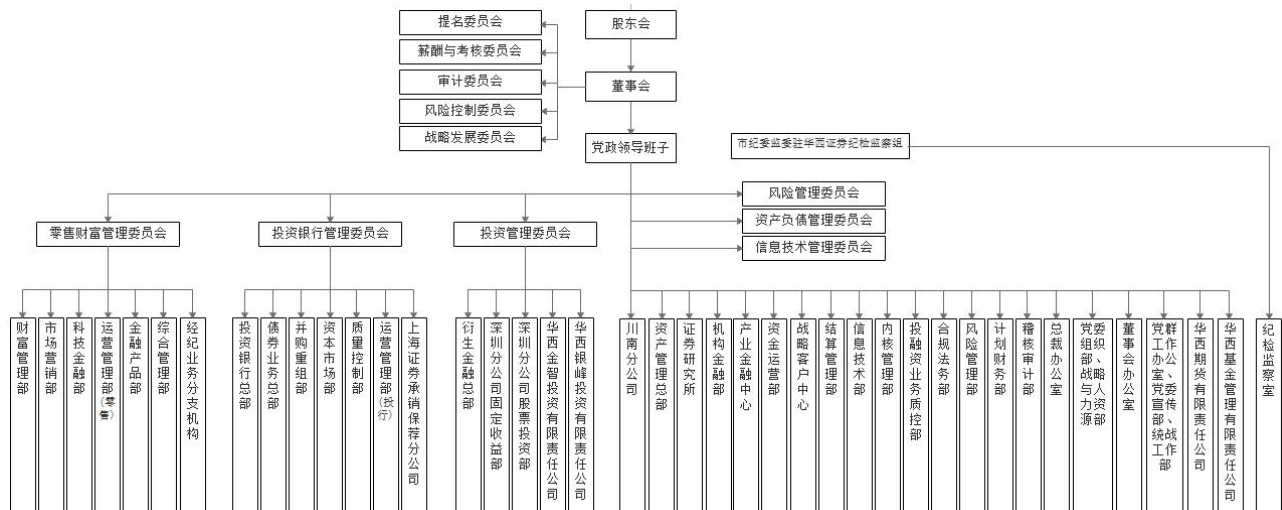 提名委员会
薪酬与考核委员会
审计委员会
风险控制委员会
战略发展委员会
股东会
董事会
党政领导班子
市纪委监委驻华西证券纪检监察组
风险管理委员会
资产负债管理委员会
信息技术管理委员会
零售财富管理委员会
投资银行管理委员会
投资管理委员会
财富管理部
市场营销部
科技金融部
运营管理部(零售)
金融产品部
综合管理部
经纪业务分支机构
投资银行总部
债券业务总部
并购重组部
资本市场部
质量控制部
运营管理部(投行)
上海证券承销保荐分公司
衍生金融总部
深圳分公司固定收益部
深圳分公司股票投资部
华西金智投资有限责任公司
华西银峰投资有限责任公司
川南分公司
资产管理总部
证券研究所
机构金融部
产业金融中心
资金运营部
战略客户中心
结算管理部
信息技术部
内核管理部
投融资业务质控部
合规法务部
风险管理部
计划财务部
稽核审计部
总裁办公室
党委组织部、战略与人力资源部
董事会办公室
党群工作办公室、党委宣传部、统战工作部
华西期货有限责任公司
华西基金管理有限责任公司
纪检监察室